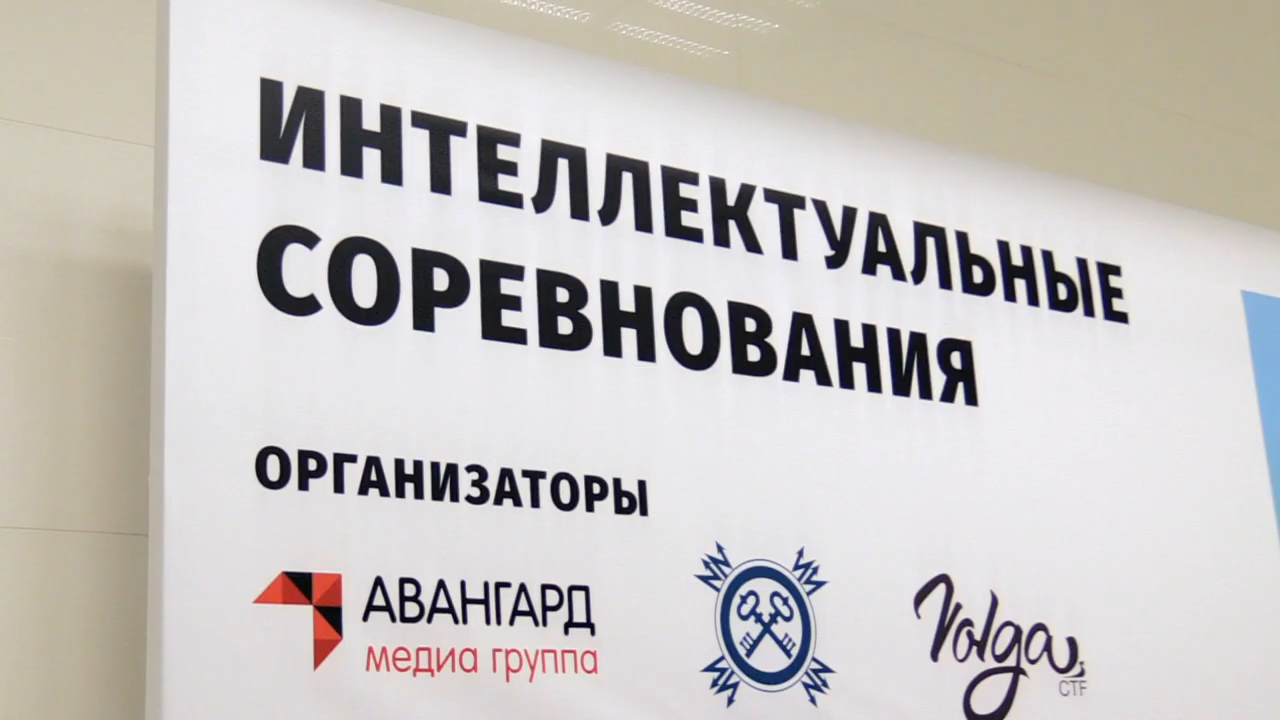 ИНТЕЛЛЕКТУАЛЬНЫЕ
СОРЕВНОВАНИЯ
ОРГАНИЗАТОРЫ
АВАНГАРД
медиа группа
Volga
CTF